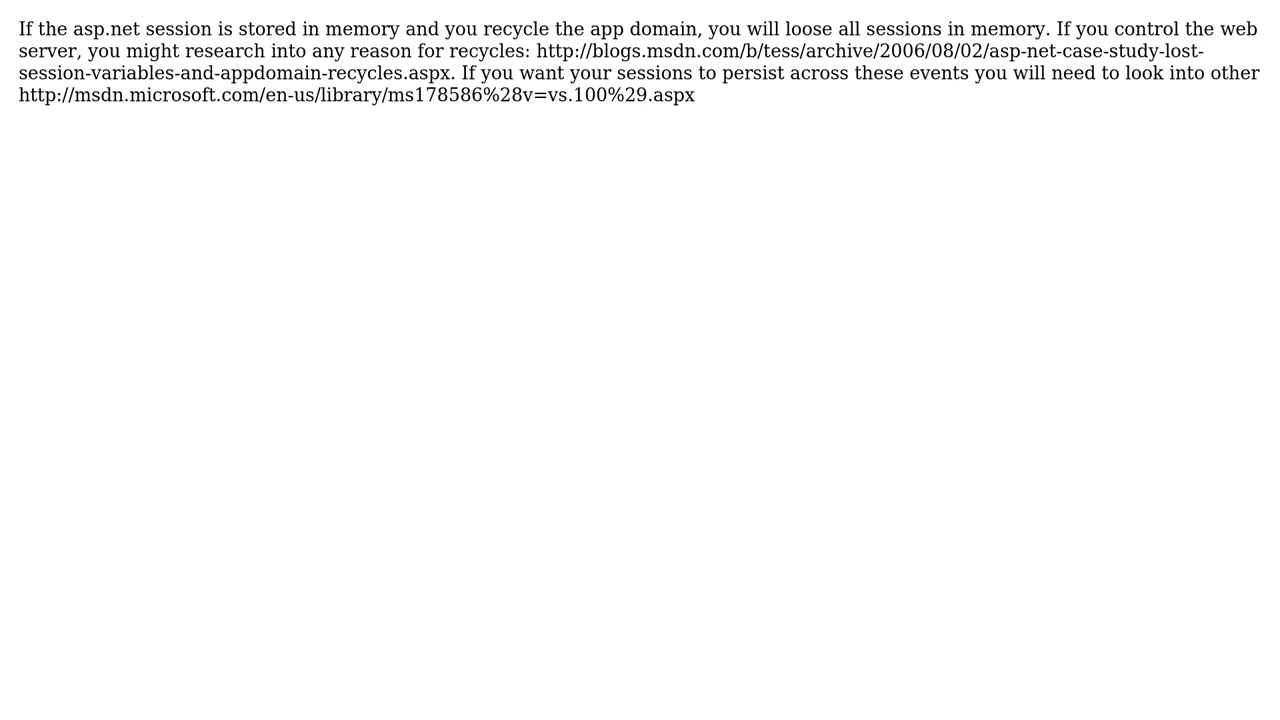 If the asp.net session is stored in memory and you recycle the app domain, you will loose all sessions in memory. If you control the web
server, you might research into any reason for recycles: http://blogs.msdn.com/b/tess/archive/2006/08/02/asp-net-case-study-lost-
session-variables-and-appdomain-recycles.aspx. If you want your sessions to persist across these events you will need to look into other
http://msdn.microsoft.com/en-us/library/ms178586%28v=vs.100%29.aspx